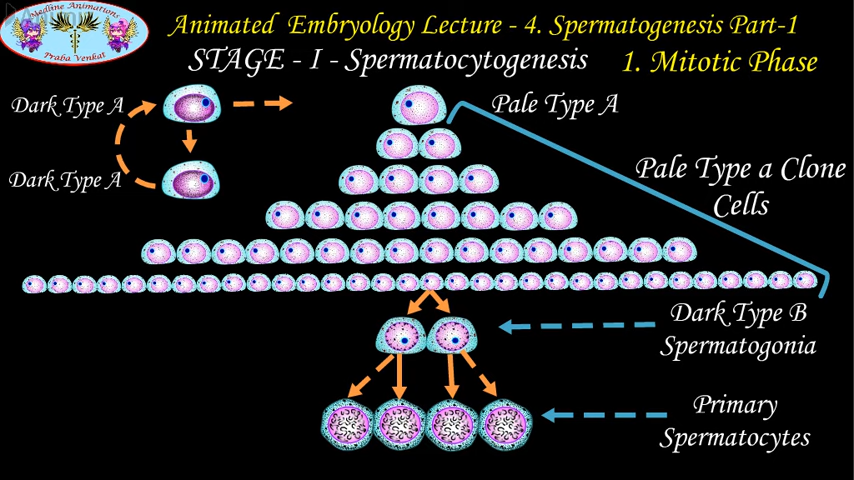 Medline Animations
Praba Venkat
Animated Embryology Lecture - 4. Spermatogenesis Part-1
STAGE - I - Spermatocytogenesis
1. Mitotic Phase
Dark Type A
Pale Type A
Dark Type A
Pale Type a Clone
Cells
Dark Type B
Spermatogonia
Primary
Spermatocytes